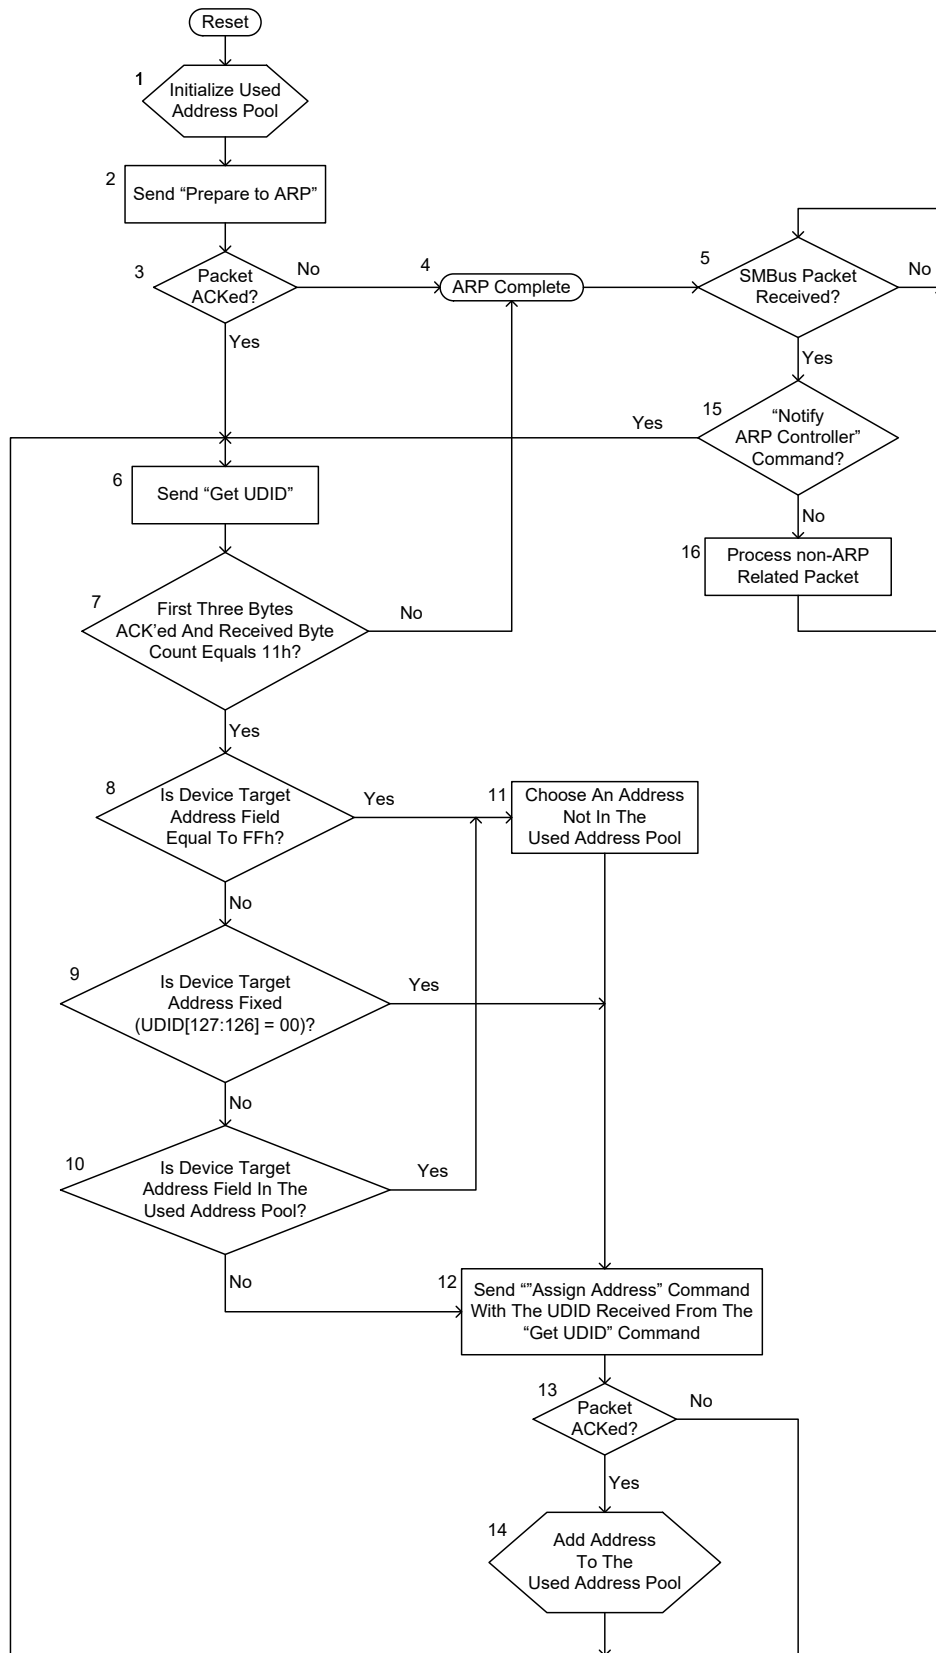 Reset
1
Initialize Used
Address Pool
2
Send “Prepare to ARP”
3
Packet
ACKed?
No
Yes
4
ARP Complete
5
SMBus Packet
Received?
No
Yes
15
“Notify
ARP Controller”
Command?
Yes
No
16
Process non-ARP
Related Packet
6
Send “Get UDID”
7
First Three Bytes
ACK’ed And Received Byte
Count Equals 11h?
No
Yes
8
Is Device Target
Address Field
Equal To FFh?
Yes
No
11
Choose An Address
Not In The
Used Address Pool
9
Is Device Target
Address Fixed
(UDID[127:126] = 00)?
Yes
No
10
Is Device Target
Address Field In The
Used Address Pool?
Yes
No
12
Send “”Assign Address” Command
With The UDID Received From The
“Get UDID” Command
13
Packet
ACKed?
No
Yes
14
Add Address
To The
Used Address Pool